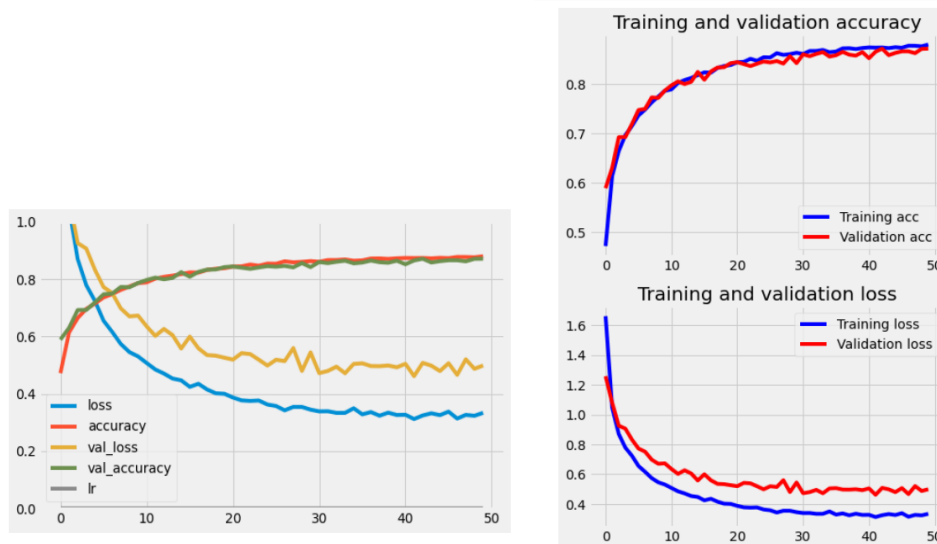 1.0
0.8
0.6
0.4
0.2
0.0
loss
accuracy
val_loss
val_accuracy
lr
0 10 20 30 40 50
Training and validation accuracy
0.8
0.7
0.6
0.5
Training acc
Validation acc
0 10 20 30 40 50
Training and validation loss
1.6
1.4
1.2
1.0
0.8
0.6
0.4
Training loss
Validation loss
0 10 20 30 40 50